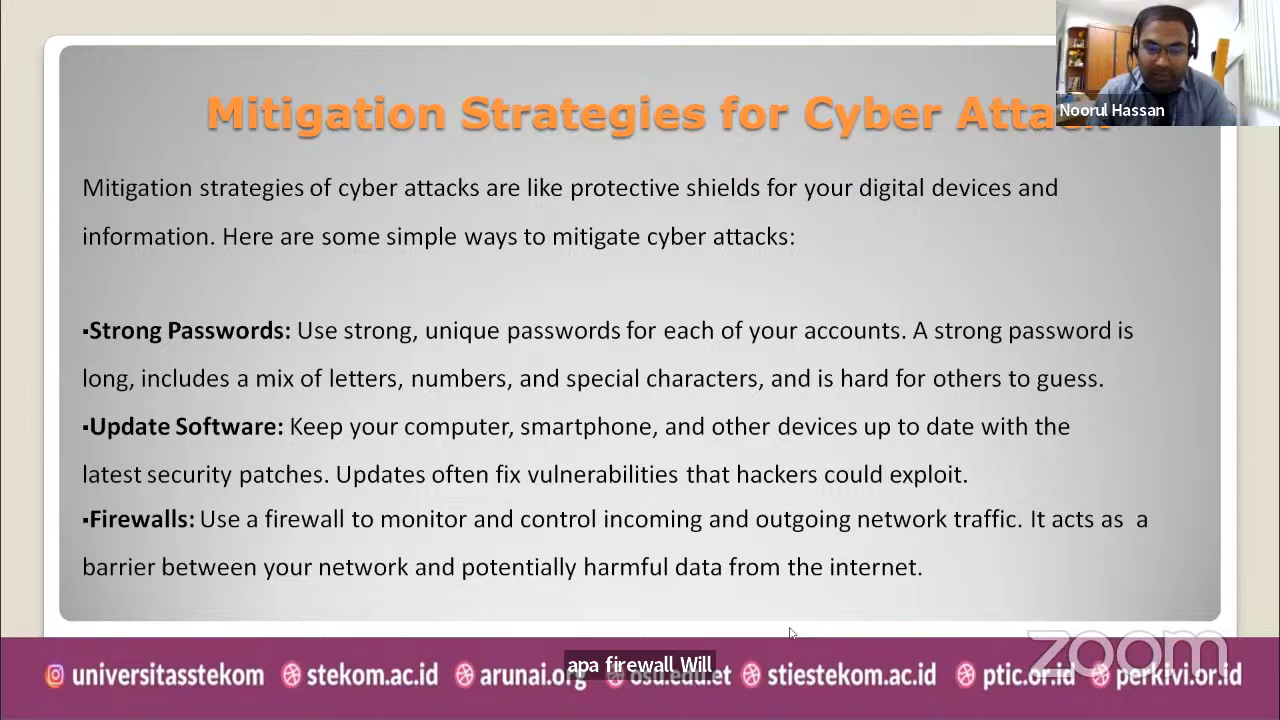 Mitigation Strategies for Cyber Attack
Noorul Hassan
Mitigation strategies of cyber attacks are like protective shields for your digital devices and
information. Here are some simple ways to mitigate cyber attacks:
▪Strong Passwords: Use strong, unique passwords for each of your accounts. A strong password is
long, includes a mix of letters, numbers, and special characters, and is hard for others to guess.
▪Update Software: Keep your computer, smartphone, and other devices up to date with the
latest security patches. Updates often fix vulnerabilities that hackers could exploit.
▪Firewalls: Use a firewall to monitor and control incoming and outgoing network traffic. It acts as a
barrier between your network and potentially harmful data from the internet.
zoom
apa firewall Will
universitasstekom stekom.ac.id arunai.org osu.edu.et stiestekom.ac.id ptic.or.id perkivi.or.id